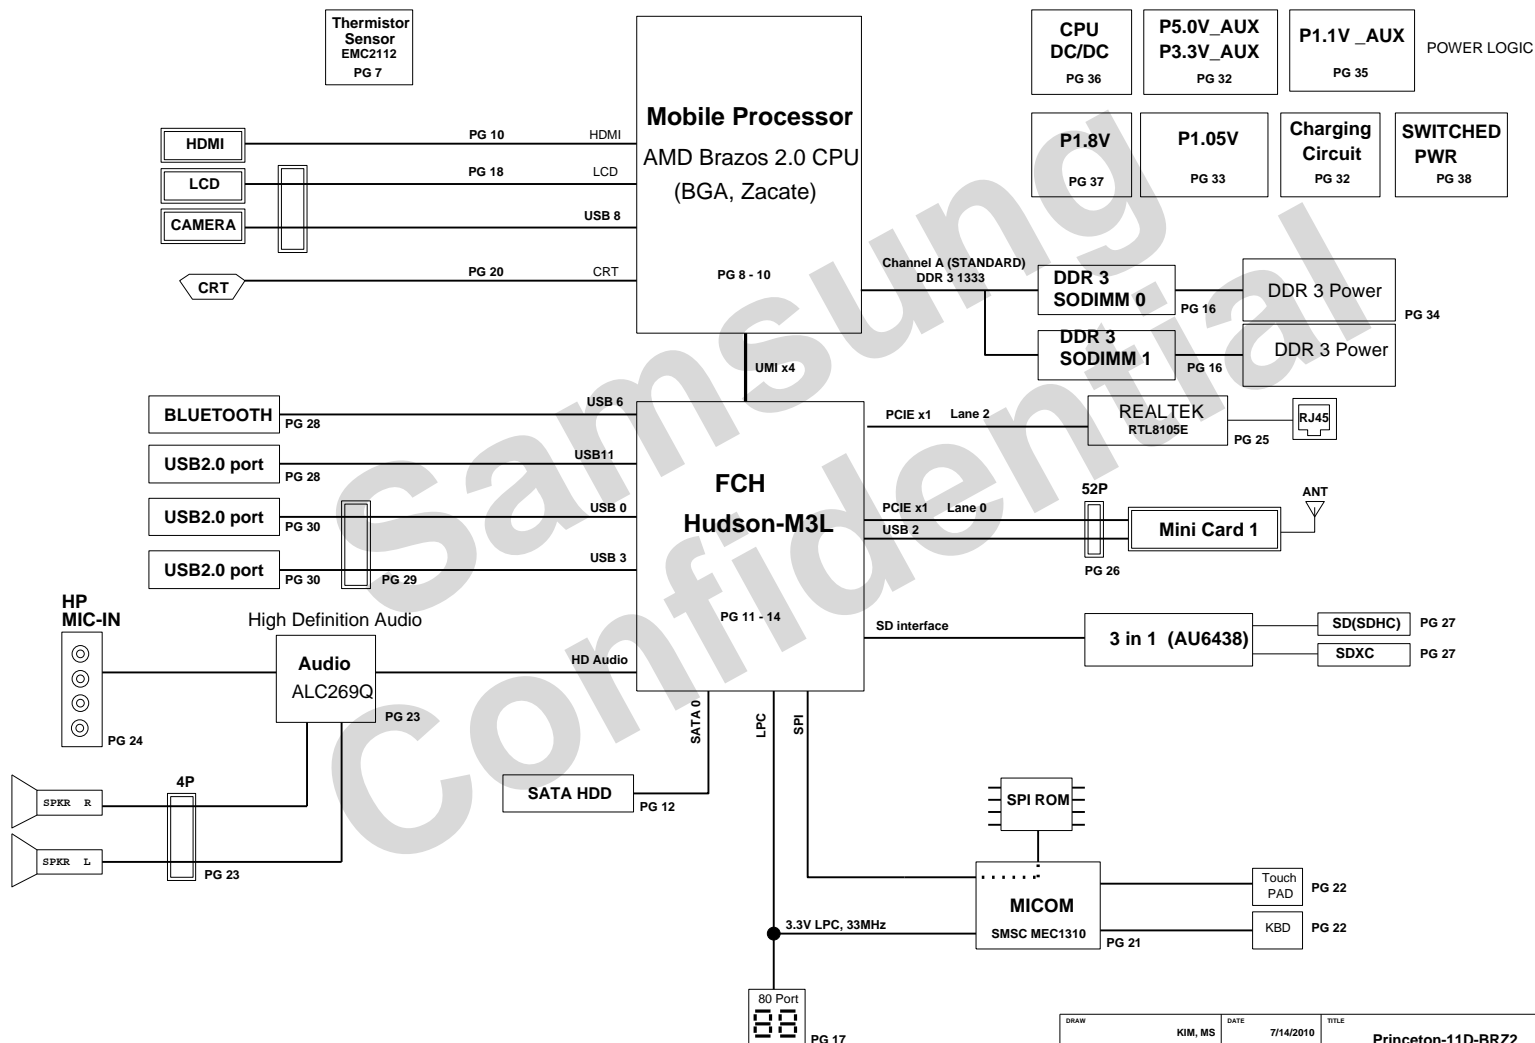 Thermistor
Sensor
EMC2112
PG 7
CPU
DC/DC
PG 36
P5.0V_AUX
P3.3V_AUX
PG 32
P1.1V _AUX
PG 35
POWER LOGIC
P1.8V
PG 37
P1.05V
PG 33
Charging
Circuit
PG 32
SWITCHED
PWR
PG 38
Mobile Processor
AMD Brazos 2.0 CPU
(BGA, Zacate)
PG 8 - 10
HDMI
PG 10
HDMI
LCD
PG 18
LCD
CAMERA
USB 8
CRT
PG 20
CRT
Channel A (STANDARD)
DDR 3 1333
DDR 3
SODIMM 0
PG 16
DDR 3 Power
PG 34
DDR 3
SODIMM 1
PG 16
DDR 3 Power
UMI x4
BLUETOOTH
PG 28
USB 6
USB2.0 port
PG 28
USB11
USB2.0 port
PG 30
USB 0
USB2.0 port
PG 30
PG 29
USB 3
FCH
Hudson-M3L
PG 11 - 14
PCIE x1 Lane 2
REALTEK
RTL8105E
PG 25
RJ45
PCIE x1 Lane 0
USB 2
52P
PG 26
Mini Card 1
ANT
SD interface
3 in 1 (AU6438)
SD(SDHC)
PG 27
SDXC
PG 27
HP
MIC-IN
PG 24
High Definition Audio
Audio
ALC269Q
PG 23
HD Audio
SPKR R
SPKR L
4P
PG 23
SATA 0
LPC
SPI
SATA HDD
PG 12
SPI ROM
MICOM
SMSC MEC1310
PG 21
Touch
PAD
PG 22
KBD
PG 22
3.3V LPC, 33MHz
80 Port
88
PG 17
DRAW
KIM, MS
DATE
7/14/2010
TITLE
Princeton-11D-BRZ2
Samsung
Confidential